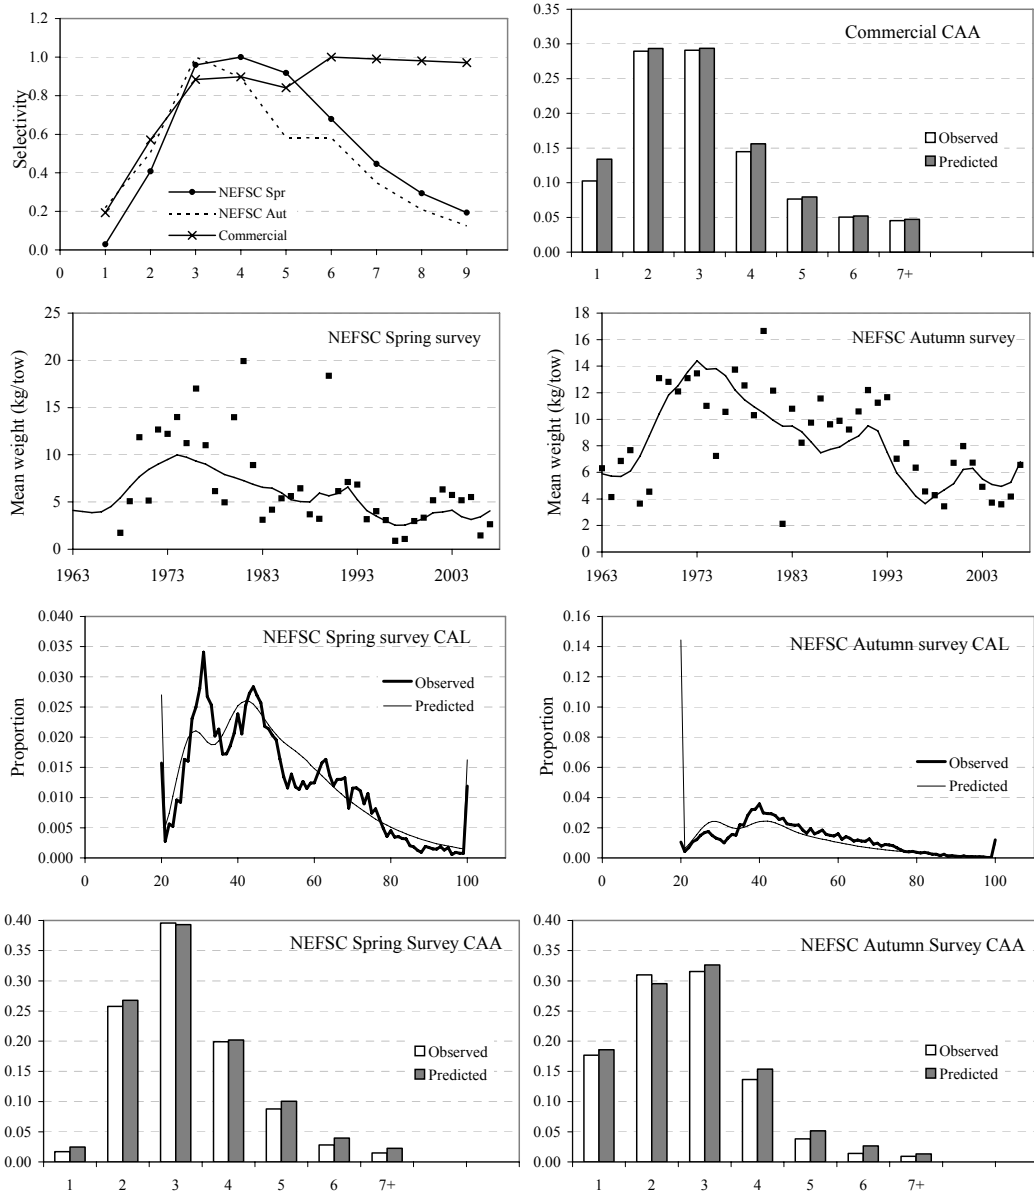 1.2
1.0
0.8
0.6
0.4
0.2
0.0
Selectivity
NEFSC Spr
NEFSC Aut
Commercial
0 1 2 3 4 5 6 7 8 9
0.35
0.30
0.25
0.20
0.15
0.10
0.05
0.00
Commercial CAA
Observed
Predicted
1 2 3 4 5 6 7+
25
20
15
10
5
0
Mean weight (kg/tow)
NEFSC Spring survey
1963 1973 1983 1993 2003
18
16
14
12
10
8
6
4
2
0
Mean weight (kg/tow)
NEFSC Autumn survey
1963 1973 1983 1993 2003
0.040
0.035
0.030
0.025
0.020
0.015
0.010
0.005
0.000
Proportion
NEFSC Spring survey CAL
Observed
Predicted
0 20 40 60 80 100
0.16
0.14
0.12
0.10
0.08
0.06
0.04
0.02
0.00
Proportion
NEFSC Autumn survey CAL
Observed
Predicted
0 20 40 60 80 100
0.40
0.35
0.30
0.25
0.20
0.15
0.10
0.05
0.00
NEFSC Spring Survey CAA
Observed
Predicted
1 2 3 4 5 6 7+
0.40
0.35
0.30
0.25
0.20
0.15
0.10
0.05
0.00
NEFSC Autumn Survey CAA
Observed
Predicted
1 2 3 4 5 6 7+